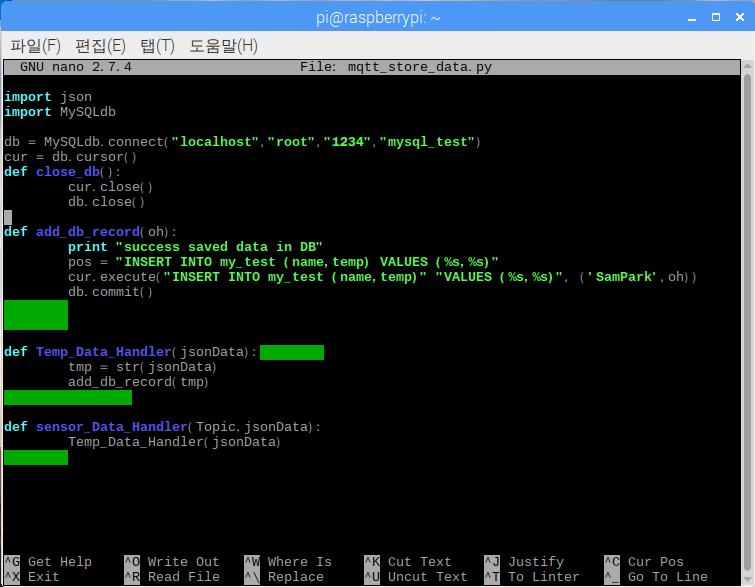 pi@raspberrypi: ~
파일(F) 편집(E) 탭(T) 도움말(H)
GNU nano 2.7.4 File: mqtt_store_data.py
import json
import MySQLdb
db = MySQLdb.connect("localhost","root","1234","mysql_test")
cur = db.cursor()
def close_db():
cur.close()
db.close()
def add_db_record(oh):
print "success saved data in DB"
pos = "INSERT INTO my_test (name,temp) VALUES (%s,%s)"
cur.execute("INSERT INTO my_test (name,temp)" "VALUES (%s,%s)", ('SamPark',oh))
db.commit()
def Temp_Data_Handler(jsonData):
tmp = str(jsonData)
add_db_record(tmp)
def sensor_Data_Handler(Topic,jsonData):
Temp_Data_Handler(jsonData)
^G Get Help ^O Write Out ^W Where Is ^K Cut Text ^J Justify ^C Cur Pos
^X Exit ^R Read File ^\ Replace ^U Uncut Text ^T To Linter ^_ Go To Line